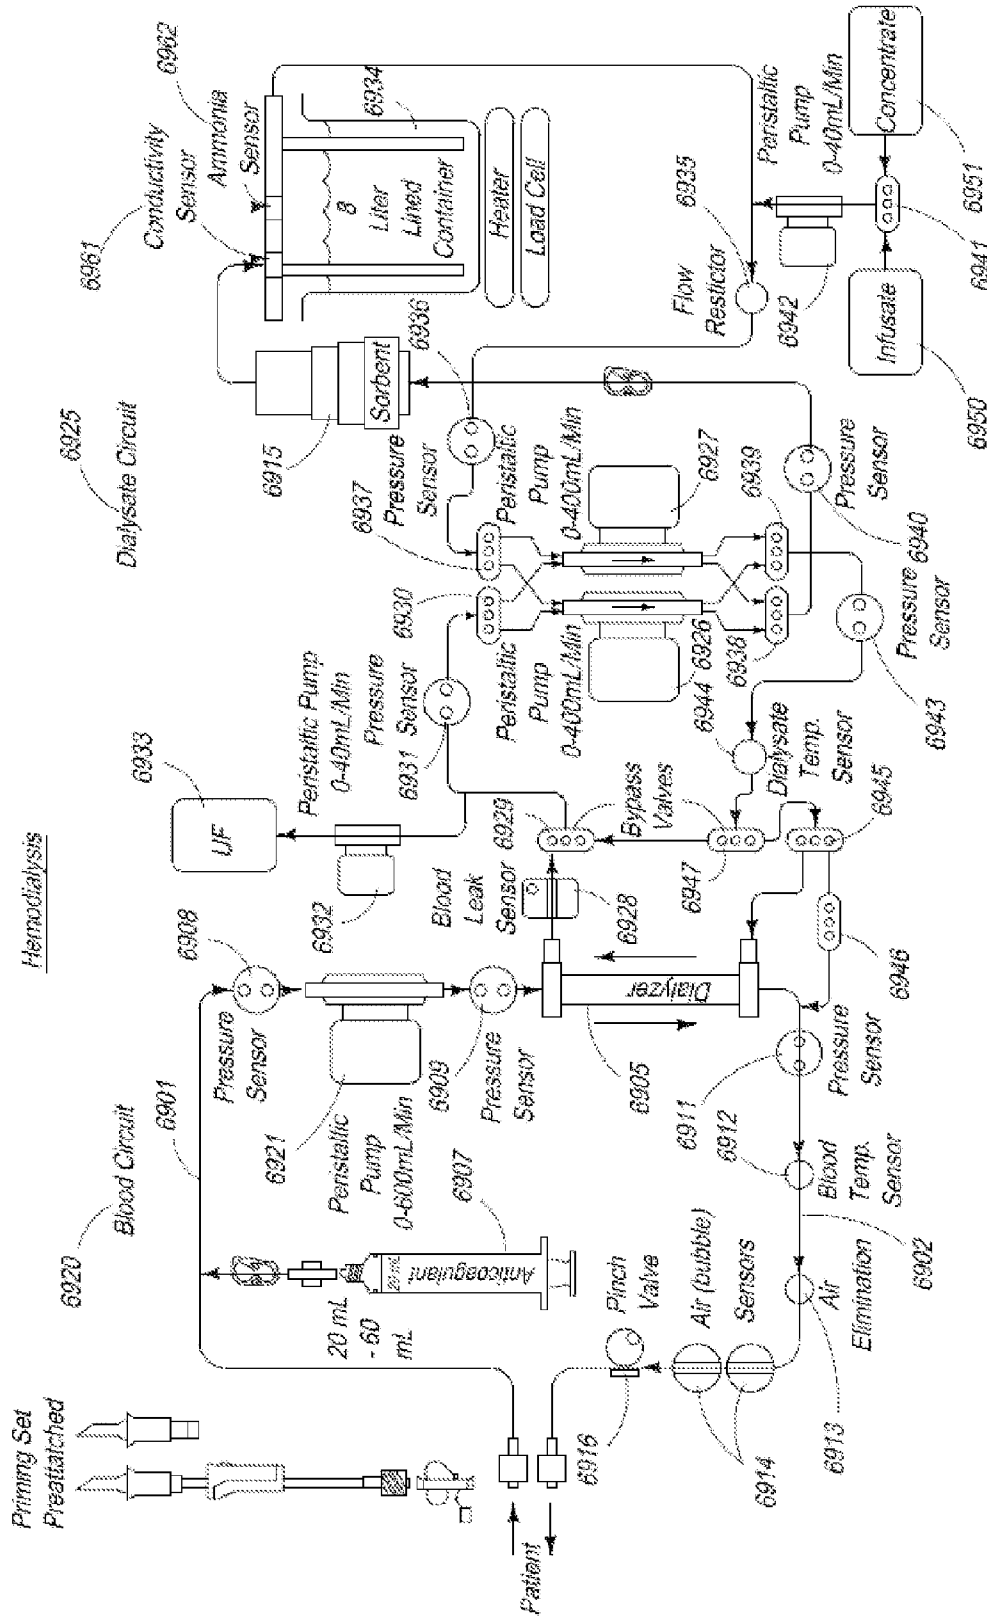 Hemodialysis
Priming Set
Preattatched
6920
Blood Circuit
6901
Pressure
Sensor
6908
6921
Peristaltic
Pump
0-600mL/Min
6909
Pressure
Sensor
20 mL
- 60
mL
20 mL
Anticoagulant
6907
Patient
6916
Pinch
Valve
Air (bubble)
Sensors
6914
6913
Air
Elimination
6902
Blood
Temp.
Sensor
6912
6911
Pressure
Sensor
6905
Dialyzer
6946
6945
6933
UF
Peristaltic Pump
0-40mL/Min
6932
Blood
Leak
Sensor
6928
6929
Bypass
Valves
6947
6931
Pressure
Sensor
6930
6937
Pressure
Sensor
6936
Peristaltic
Pump
0-400mL/Min
6926
Peristaltic
Pump
0-400mL/Min
6927
6938
6939
6944
Dialysate
Temp.
Sensor
6943
Pressure
Sensor
6940
Pressure
Sensor
6925
Dialysate Circuit
6915
Sorbent
6961
Conductivity
Sensor
6962
Ammonia
Sensor
6934
8
Liter
Lined
Container
Heater
Load Cell
6935
Flow
Restictor
6942
Peristaltic
Pump
0-40mL/Min
6941
Infusate
6950
Concentrate
6951